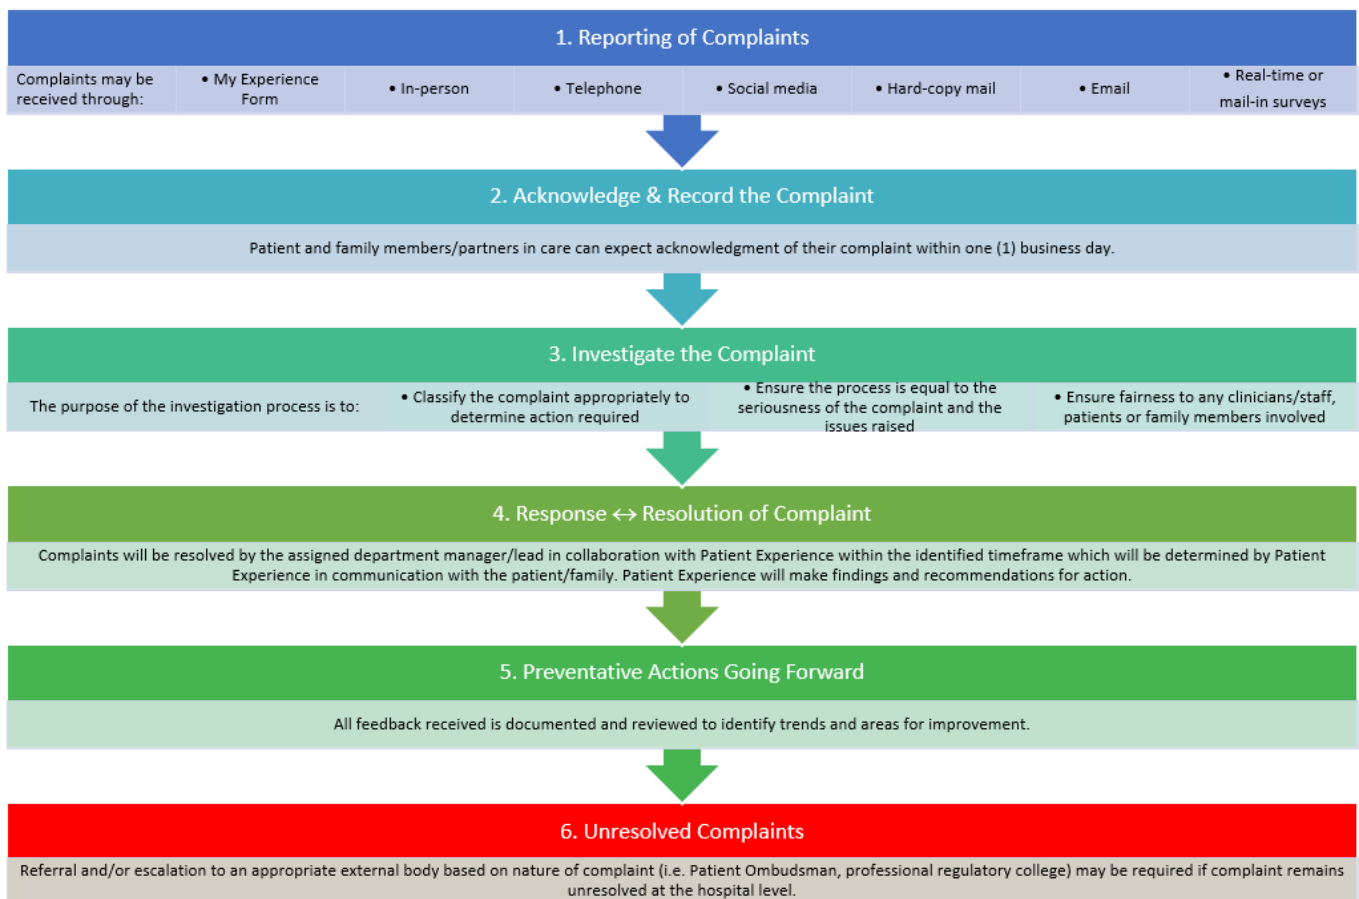 1. Reporting of Complaints
Complaints may be
received through:
• My Experience
Form
• In-person
• Telephone
• Social media
• Hard-copy mail
• Email
• Real-time or
mail-in surveys
2. Acknowledge & Record the Complaint
Patient and family members/partners in care can expect acknowledgment of their complaint within one (1) business day.
3. Investigate the Complaint
The purpose of the investigation process is to:
• Classify the complaint appropriately to
determine action required
• Ensure the process is equal to the
seriousness of the complaint and the
issues raised
• Ensure fairness to any clinicians/staff,
patients or family members involved
4. Response ↔ Resolution of Complaint
Complaints will be resolved by the assigned department manager/lead in collaboration with Patient Experience within the identified timeframe which will be determined by Patient
Experience in communication with the patient/family. Patient Experience will make findings and recommendations for action.
5. Preventative Actions Going Forward
All feedback received is documented and reviewed to identify trends and areas for improvement.
6. Unresolved Complaints
Referral and/or escalation to an appropriate external body based on nature of complaint (i.e. Patient Ombudsman, professional regulatory college) may be required if complaint remains
unresolved at the hospital level.